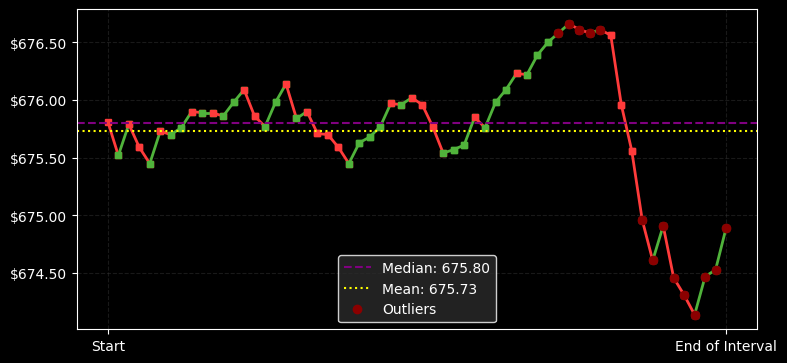 $676.50
$676.00
$675.50
$675.00
$674.50
Median: 675.80
Mean: 675.73
Outliers
Start
End of Interval